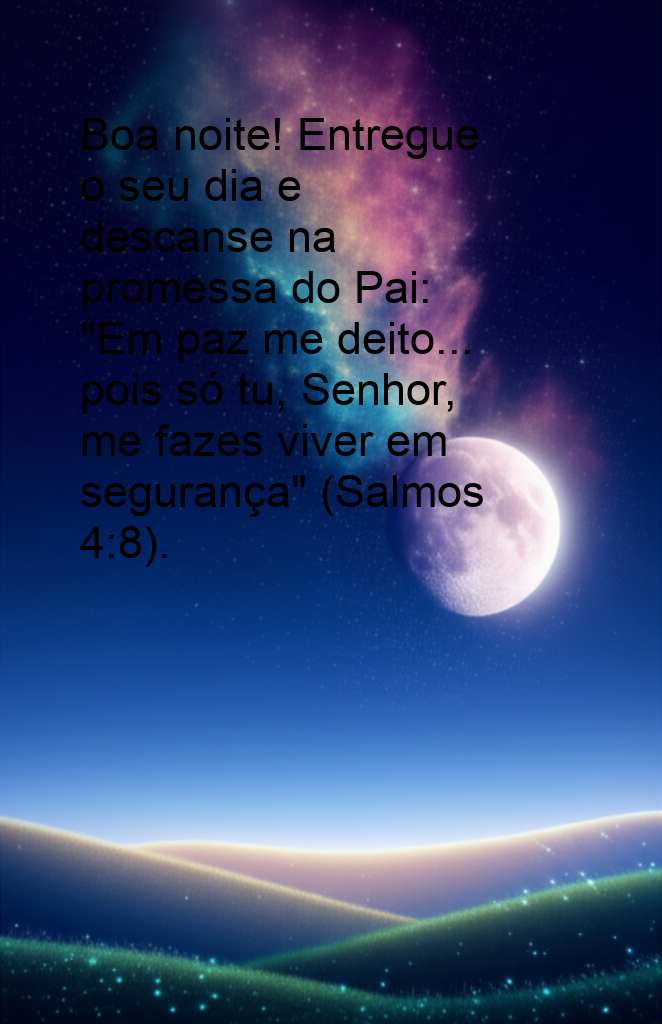 Boa noite! Entregue
o seu dia e
descanse na
promessa do Pai:
"Em paz me deito...
pois só tu, Senhor,
me fazes viver em
segurança" (Salmos
4:8).